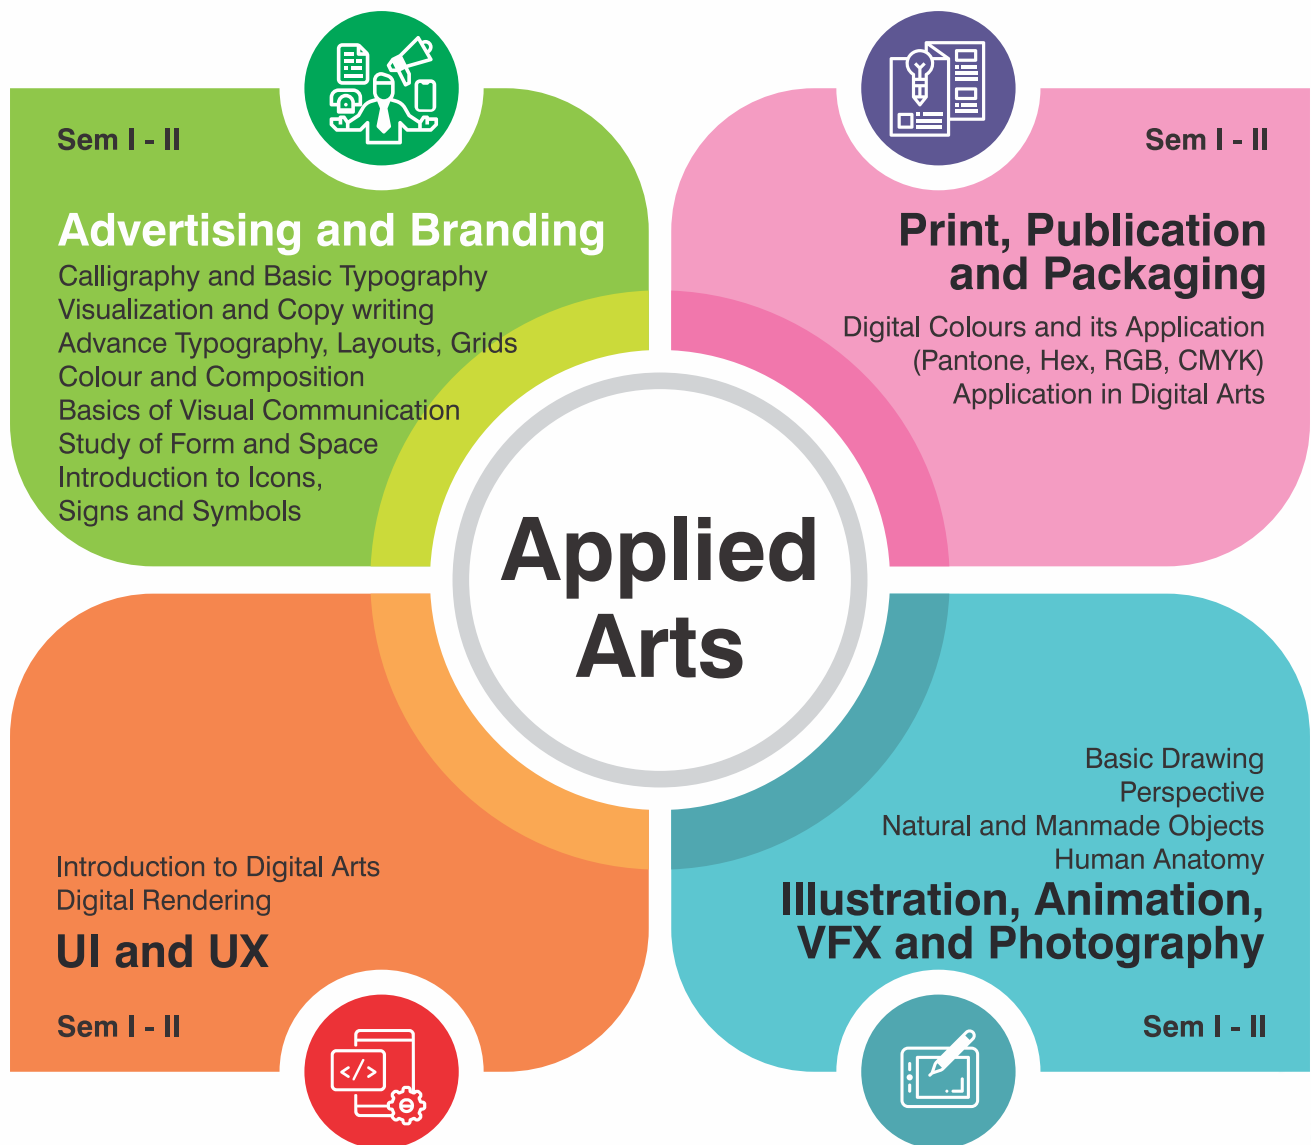 Sem I - II
Advertising and Branding
Calligraphy and Basic Typography
Visualization and Copy writing
Advance Typography, Layouts, Grids
Colour and Composition
Basics of Visual Communication
Study of Form and Space
Introduction to Icons,
Signs and Symbols
Sem I - II
Print, Publication
and Packaging
Digital Colours and its Application
(Pantone, Hex, RGB, CMYK)
Application in Digital Arts
Applied
Arts
Introduction to Digital Arts
Digital Rendering
UI and UX
Sem I - II
</>
Basic Drawing
Perspective
Natural and Manmade Objects
Human Anatomy
Illustration, Animation,
VFX and Photography
Sem I - II